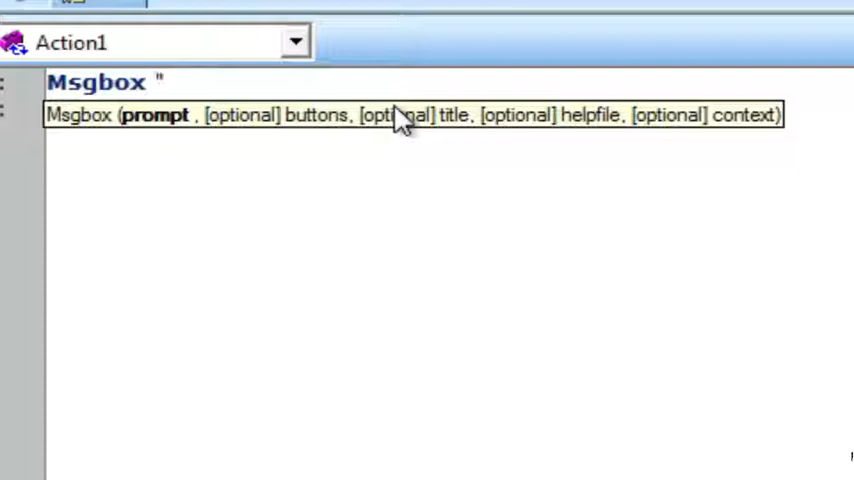 Action1
Msgbox "
Msgbox (prompt , [optional] buttons, [optional] title, [optional] helpfile, [optional] context)